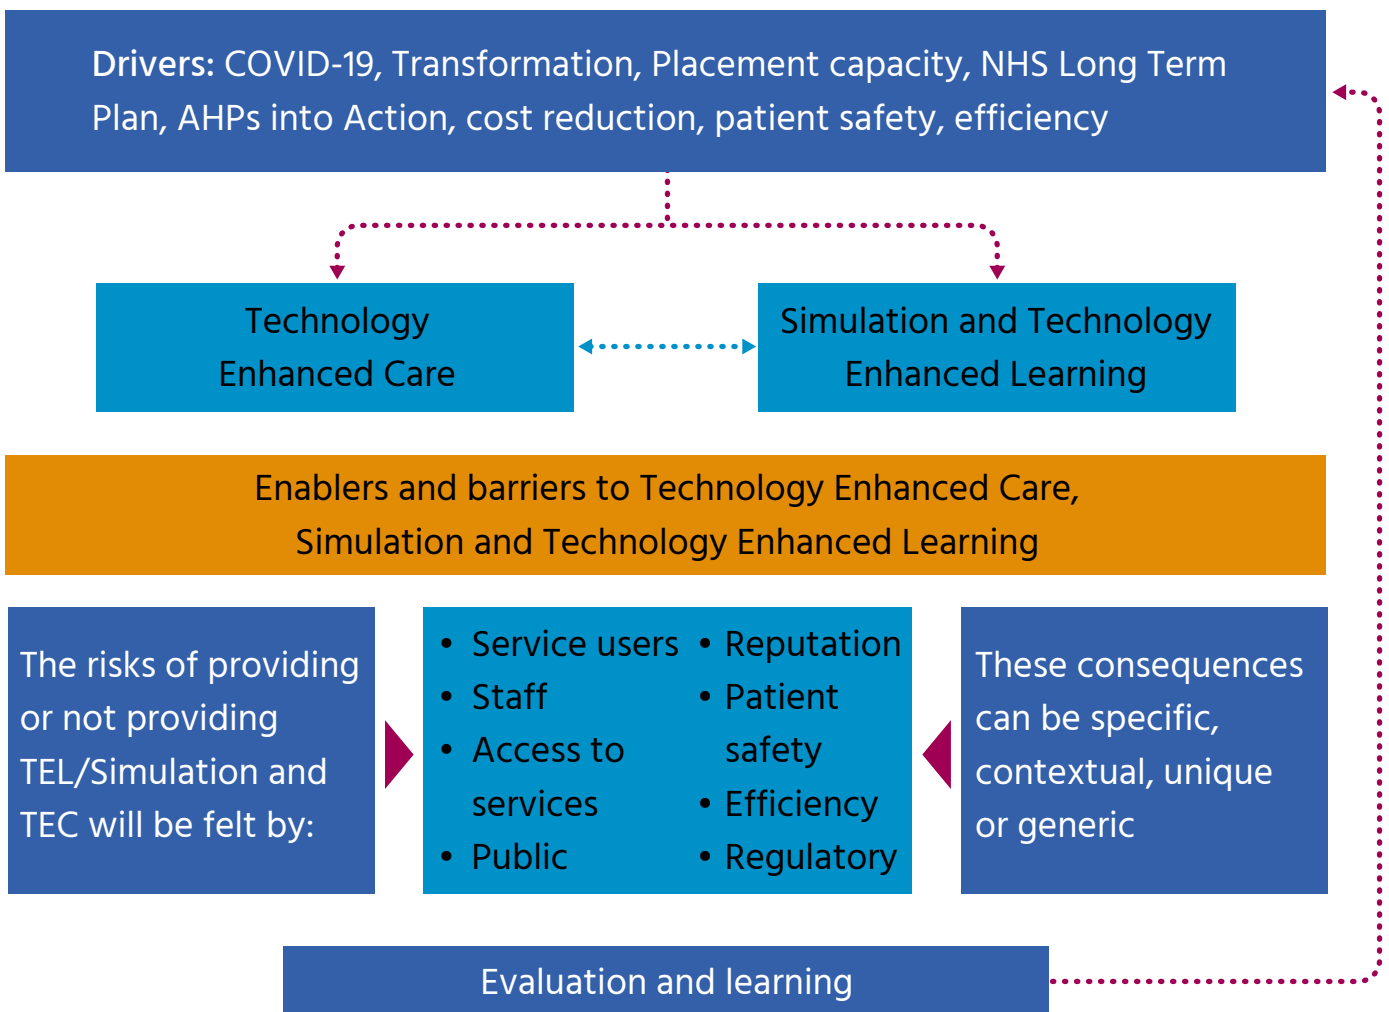 Drivers: COVID-19, Transformation, Placement capacity, NHS Long Term
Plan, AHPs into Action, cost reduction, patient safety, efficiency
Technology
Enhanced Care
Simulation and Technology
Enhanced Learning
Enablers and barriers to Technology Enhanced Care,
Simulation and Technology Enhanced Learning
The risks of providing
or not providing
TEL/Simulation and
TEC will be felt by:
• Service users
• Staff
• Access to
services
• Public
• Reputation
• Patient
safety
• Efficiency
• Regulatory
These consequences
can be specific,
contextual, unique
or generic
Evaluation and learning